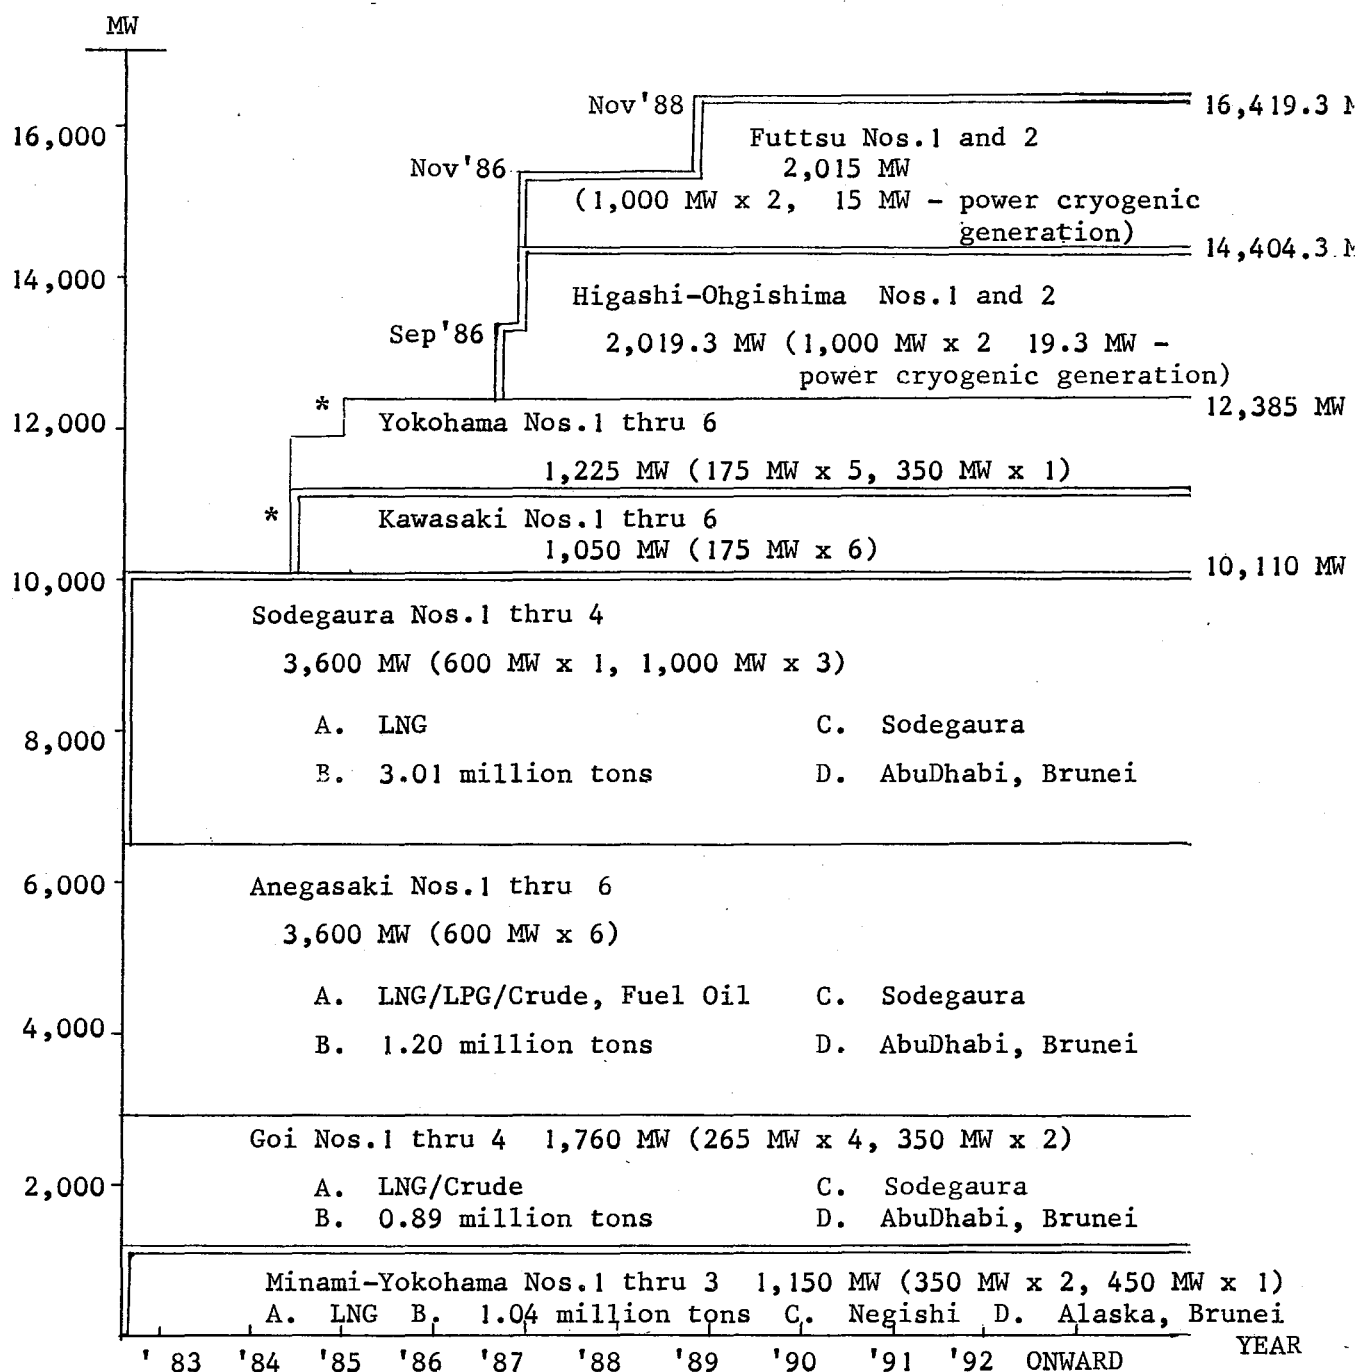 MW
Nov'88
16,419.3
16,000
Futtsu Nos.1 and 2
Nov'86
2,015 MW
(1,000 MW x 2, 15 MW - power cryogenic
generation)
14,404.3
14,000
Higashi-Ohgishima Nos.1 and 2
Sep'86
2,019.3 MW (1,000 MW x 2 19.3 MW -
power cryogenic generation)
*
12,385 MW
12,000
Yokohama Nos.1 thru 6
1,225 MW (175 MW x 5, 350 MW x 1)
*
Kawasaki Nos.1 thru 6
1,050 MW (175 MW x 6)
10,110 MW
10,000
Sodegaura Nos.1 thru 4
3,600 MW (600 MW x 1, 1,000 MW x 3)
A. LNG C. Sodegaura
8,000
B. 3.01 million tons D. AbuDhabi, Brunei
6,000
Anegasaki Nos.1 thru 6
3,600 MW (600 MW x 6)
A. LNG/LPG/Crude, Fuel Oil C. Sodegaura
4,000
B. 1.20 million tons D. AbuDhabi, Brunei
Goi Nos.1 thru 4 1,760 MW (265 MW x 4, 350 MW x 2)
2,000
A. LNG/Crude C. Sodegaura
B. 0.89 million tons D. AbuDhabi, Brunei
Minami-Yokohama Nos.1 thru 3 1,150 MW (350 MW x 2, 450 MW x 1)
A. LNG B. 1.04 million tons C. Negishi D. Alaska, Brunei
'83 '84 '85 '86 '87 '88 '89 '90 '91 '92 ONWARD YEAR